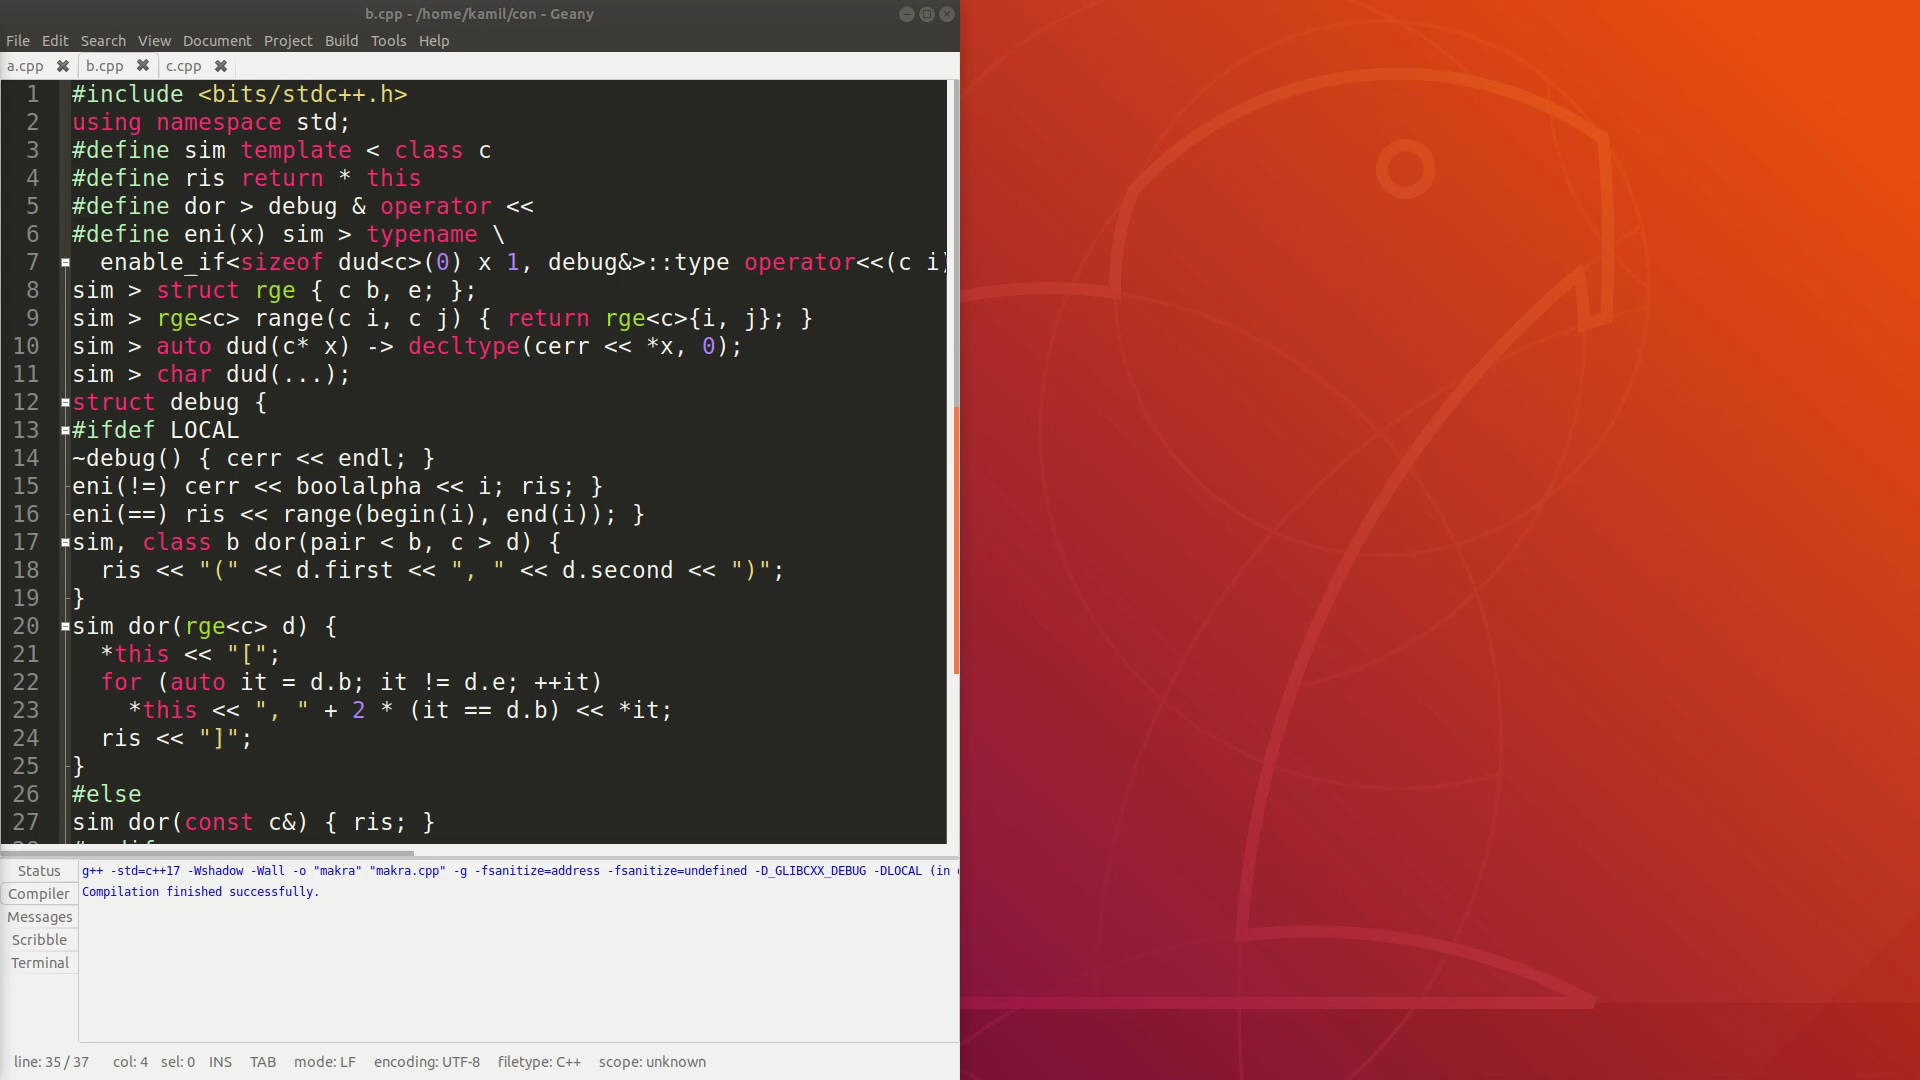 b.cpp - /home/kamil/con - Geany
File Edit Search View Document Project Build Tools Help
a.cpp b.cpp c.cpp
1 #include <bits/stdc++.h>
2 using namespace std;
3 #define sim template < class c
4 #define ris return * this
5 #define dor > debug & operator <<
6 #define eni(x) sim > typename \
7 enable_if<sizeof dud<c>(0) x 1, debug&>::type operator<<(c i)
8 sim > struct rge { c b, e; };
9 sim > rge<c> range(c i, c j) { return rge<c>{i, j}; }
10 sim > auto dud(c* x) -> decltype(cerr << *x, 0);
11 sim > char dud(...);
12 struct debug {
13 #ifdef LOCAL
14 ~debug() { cerr << endl; }
15 eni(!=) cerr << boolalpha << i; ris; }
16 eni(==) ris << range(begin(i), end(i)); }
17 sim, class b dor(pair < b, c > d) {
18 ris << "(" << d.first << ", " << d.second << ")";
19 }
20 sim dor(rge<c> d) {
21 *this << "[";
22 for (auto it = d.b; it != d.e; ++it)
23 *this << ", " + 2 * (it == d.b) << *it;
24 ris << "]";
25 }
26 #else
27 sim dor(const c&) { ris; }
Status
Compiler
Messages
Scribble
Terminal
g++ -std=c++17 -Wshadow -Wall -o "makra" "makra.cpp" -g -fsanitize=address -fsanitize=undefined -D_GLIBCXX_DEBUG -DLOCAL (in
Compilation finished successfully.
line: 35 / 37 col: 4 sel: 0 INS TAB mode: LF encoding: UTF-8 filetype: C++ scope: unknown